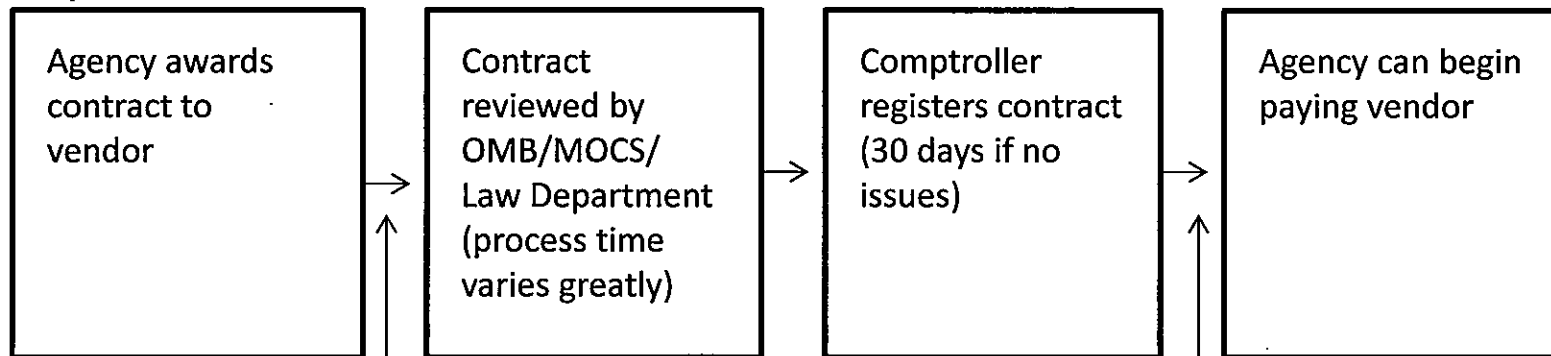 Agency awards
contract to
vendor
Contract
reviewed by
OMB/MOCS/
Law Department
(process time
varies greatly)
Comptroller
registers contract
(30 days if no
issues)
Agency can begin
paying vendor